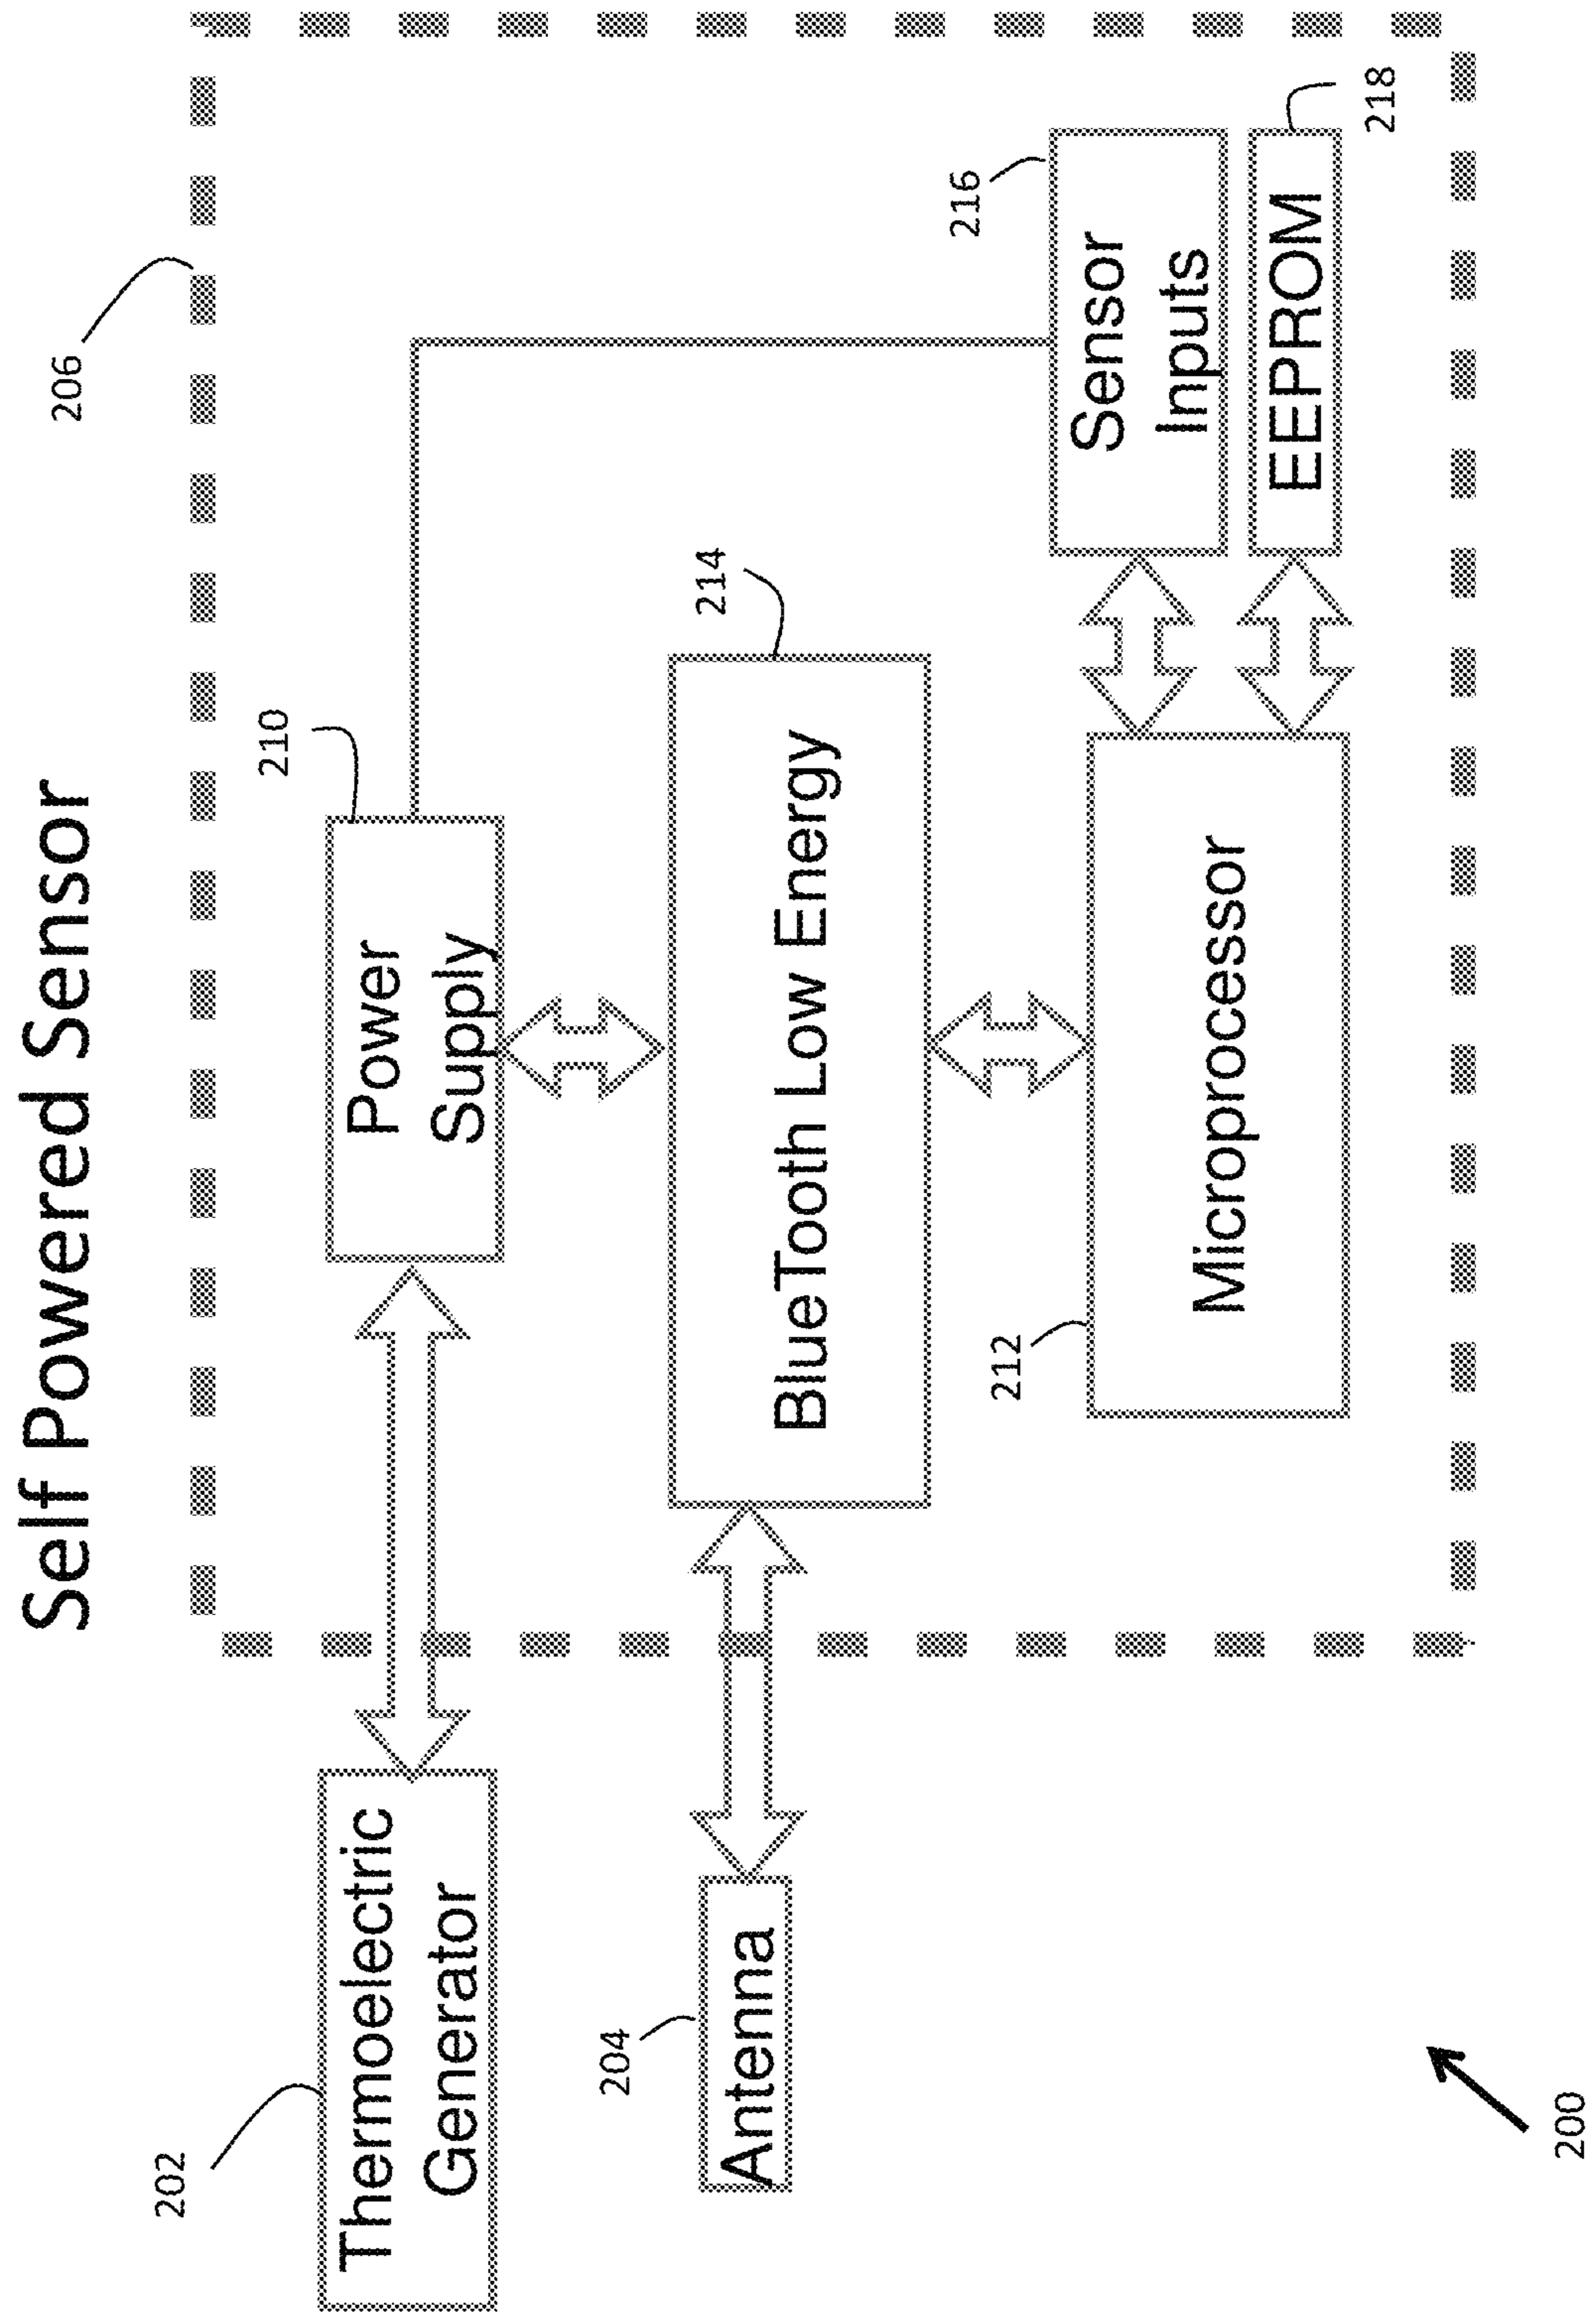 Self Powered Sensor
206
202
Thermoelectric
Generator
210
Power
Supply
204
Antenna
214
BlueTooth Low Energy
212
Microprocessor
216
Sensor
Inputs
EEPROM
218
200